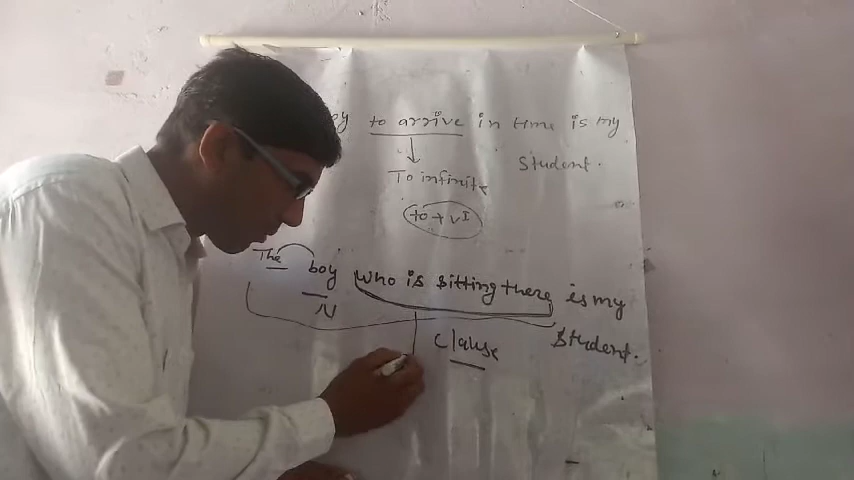 to arrive in time is my
Student.
To infinite
to + VI
The boy who is sitting there is my
Student.
N
Clause